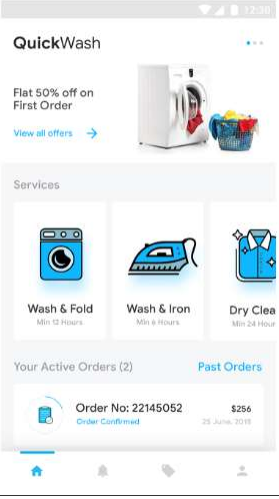 12:30
QuickWash
Flat 50% off on
First Order
View all offers
Services
Wash & Fold
Min 12 Hours
Wash & Iron
Min 6 Hours
Dry Clea
Min 24 Hour
Your Active Orders (2)
Past Orders
Order No: 22145052
$256
Order Confirmed
25 June, 2018